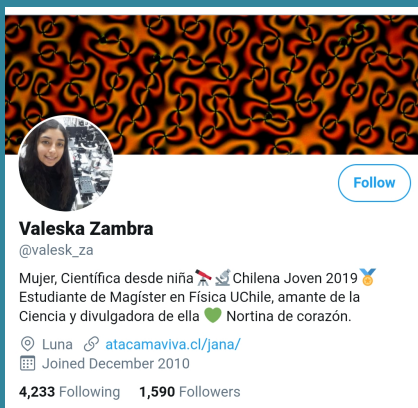 Follow
Valeska Zambra
@valesk_za
Mujer, Científica desde niña🔭🔬Chilena Joven 2019🏅
Estudiante de Magíster en Física UChile, amante de la
Ciencia y divulgadora de ella 💚 Nortina de corazón.
Luna atacamaviva.cl/jana/
Joined December 2010
4,233 Following 1,590 Followers